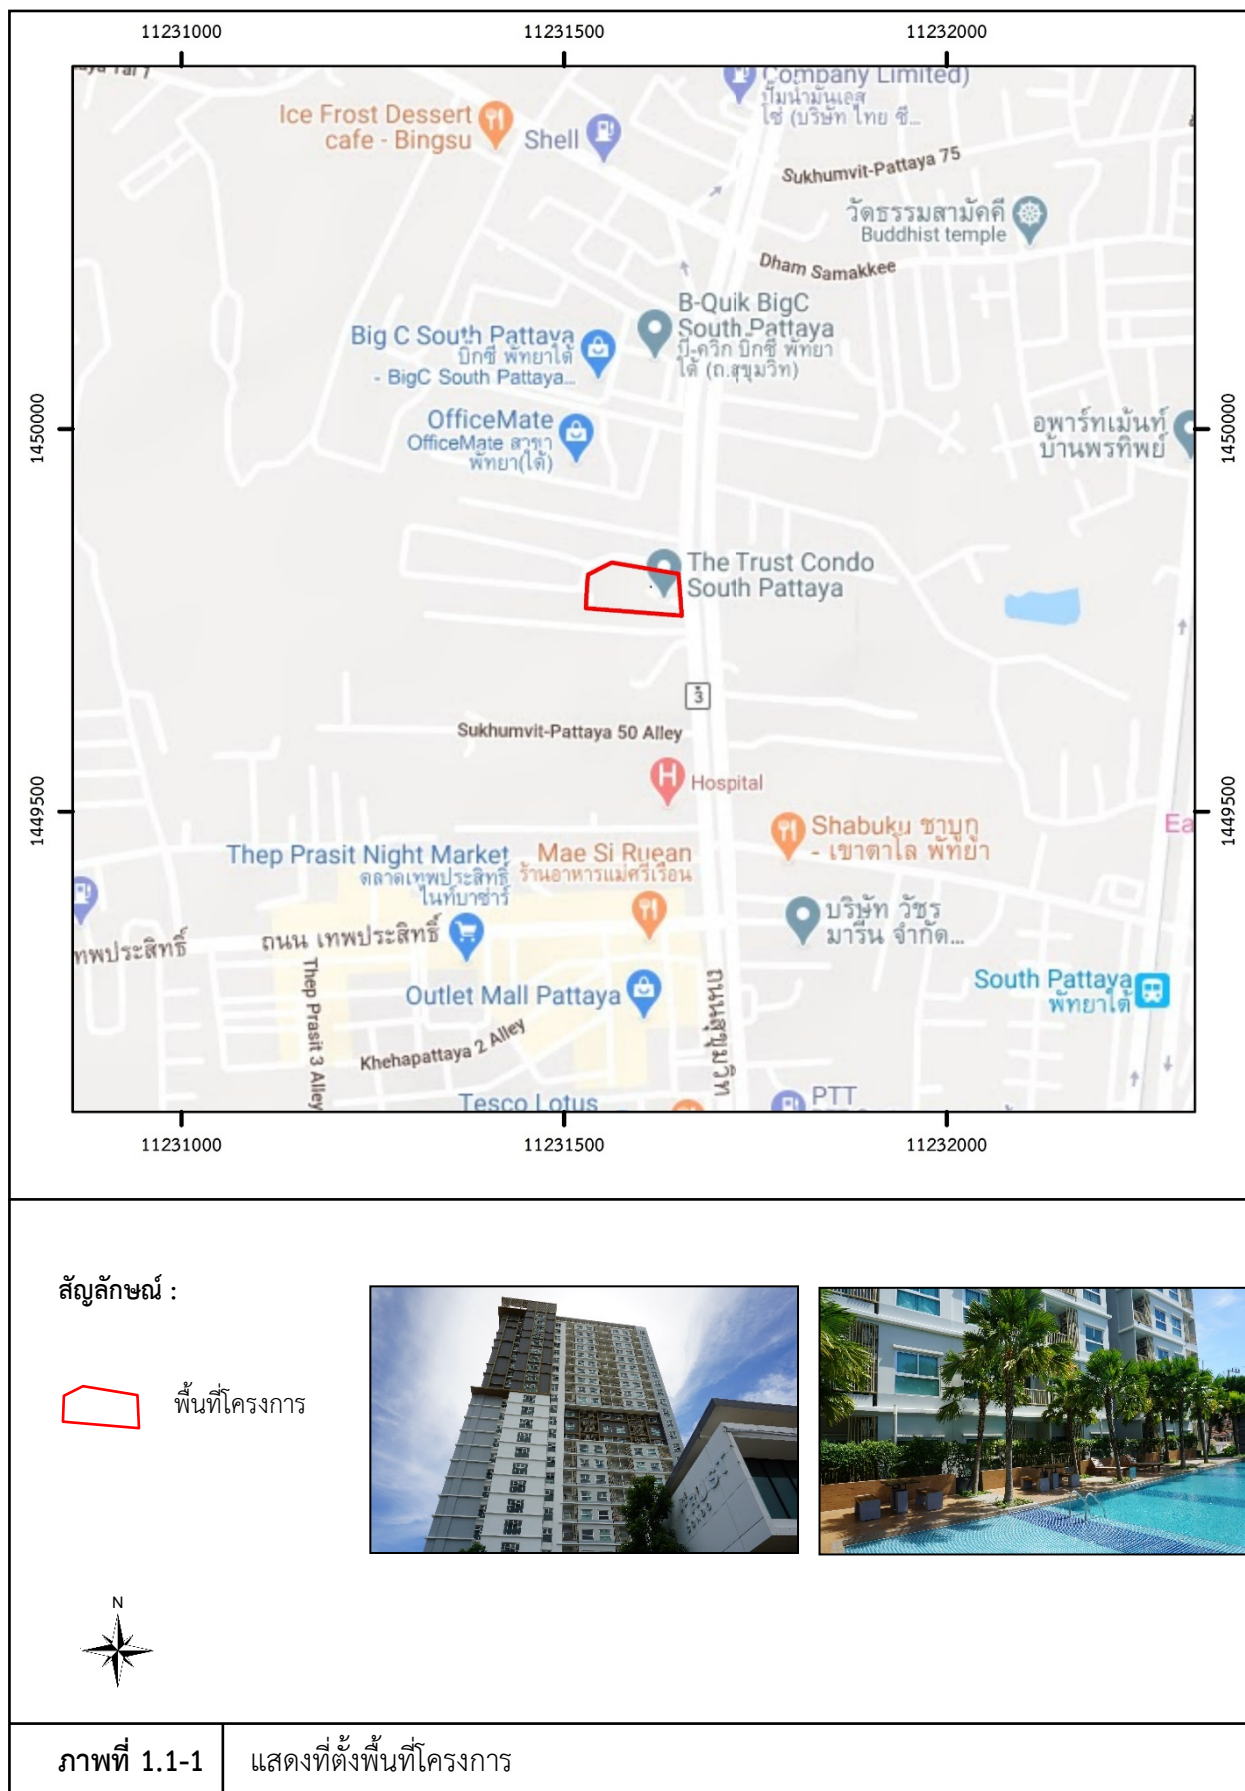 11231000 11231500 11232000
Company Limited)
ปั๊มน้ำมันเอส
โซ่ (บริษัท ไทย ซี...
Ice Frost Dessert
cafe - Bingsu
Shell
Sukhumvit-Pattaya 75
วัดธรรมสามัคคี
Buddhist temple
Dham Samakkee
B-Quik BigC
South Pattaya
บี-ควิก บิ๊กซี พัทยา
ใต้ (ถ.สุขุมวิท)
Big C South Pattaya
บิ๊กซี พัทยาใต้
- BigC South Pattaya...
OfficeMate
OfficeMate สาขา
พัทยา(ใต้)
1450000
1450000
อพาร์ทเม้นท์
บ้านพรทิพย์
The Trust Condo
South Pattaya
3
Sukhumvit-Pattaya 50 Alley
Hospital
1449500
1449500
Shabuku ชาบูกุ
- เขาตาโล พัทยา
Ea
Thep Prasit Night Market
ตลาดเทพประสิทธิ์
ไนท์บาซ่าร์
Mae Si Ruean
ร้านอาหารแม่ศรีเรือน
บริษัท วัชร
มารีน จำกัด...
ทพประสิทธิ์
ถนน เทพประสิทธิ์
Thep Prasit 3 Alley
Outlet Mall Pattaya
ถนนสุขุมวิท
South Pattaya
พัทยาใต้
Khehapattaya 2 Alley
Tesco Lotus
PTT
11231000 11231500 11232000
สัญลักษณ์ :
พื้นที่โครงการ
N
ภาพที่ 1.1-1 แสดงที่ตั้งพื้นที่โครงการ